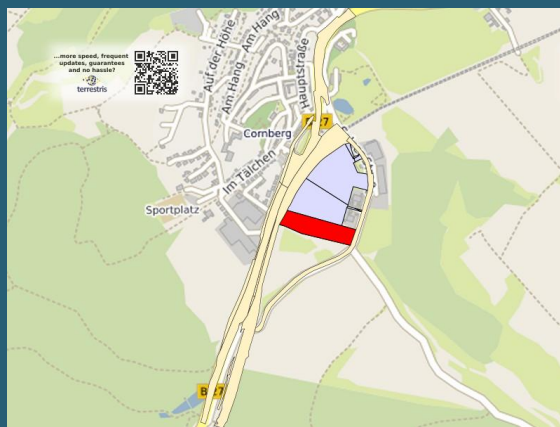 ...more speed, frequent
updates, guarantees
and no hassle?
terrestris
Auf der Höhe
Am Hang
Am Hang
Hauptstraße
B 27
Cornberg
Im Tälchen
Sportplatz
B 27